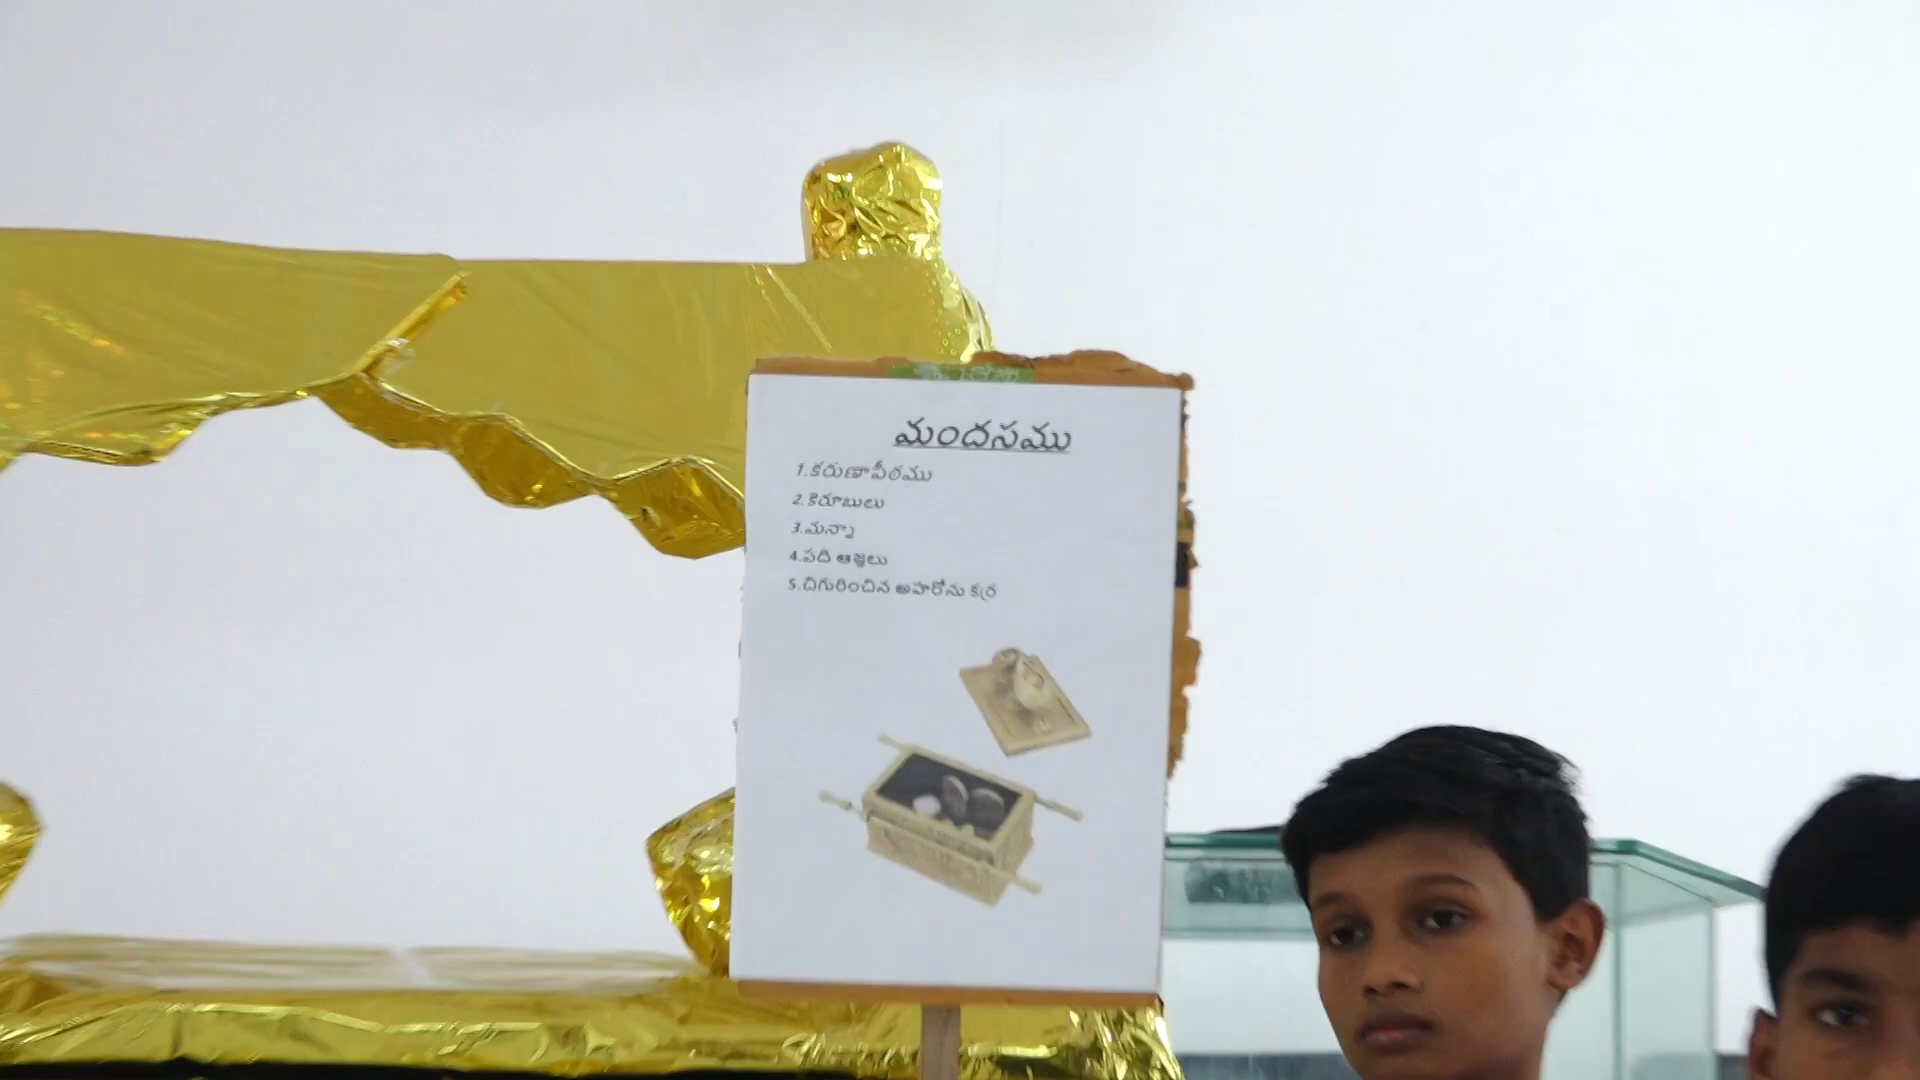 మందసము
1.కరుణాపీఠము
2.కెరూబులు
3.మన్నా
4.పది ఆజ్ఞలు
5.చిగురించిన అహరోను కర్ర